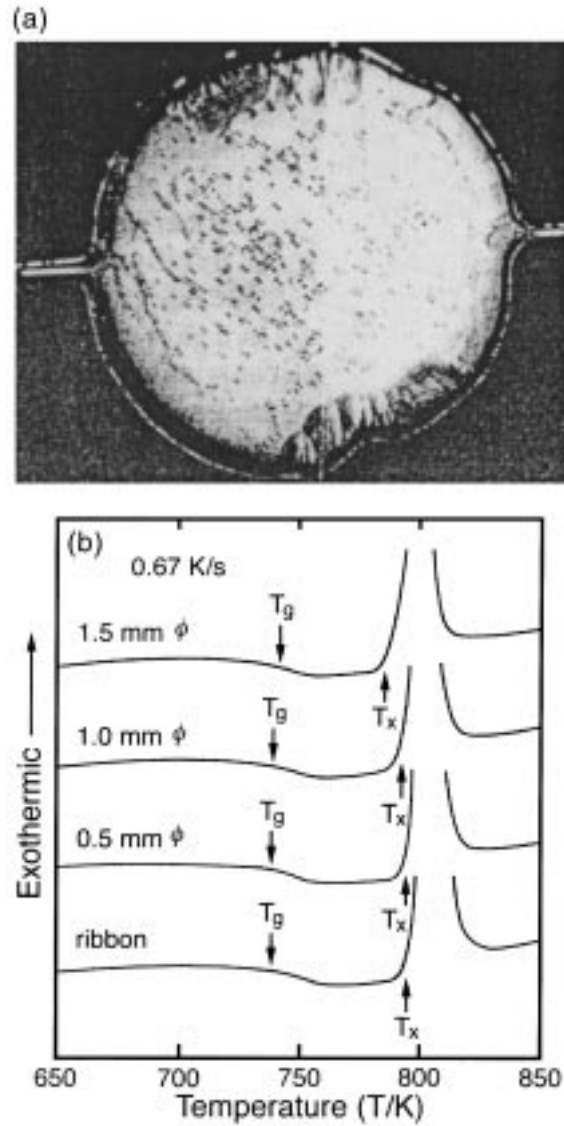 (a)
(b)
0.67 K/s
Tg
1.5 mm ϕ
Tx
Tg
1.0 mm ϕ
Tx
Tg
0.5 mm ϕ
Tx
Tg
ribbon
Tx
Exothermic
650 700 750 800 850
Temperature (T/K)